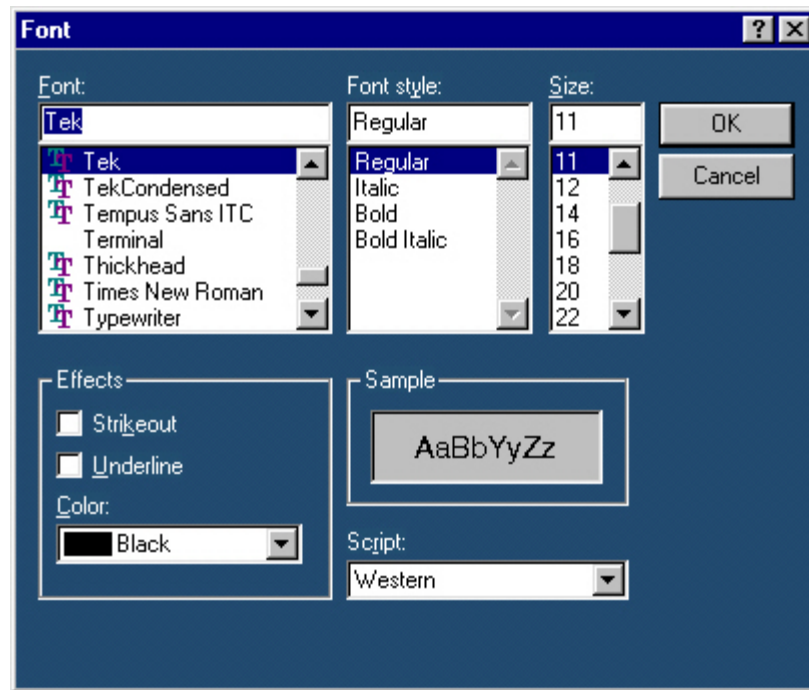 Font
Font:
Tek
Tek
TekCondensed
Tempus Sans ITC
Terminal
Thickhead
Times New Roman
Typewriter
Font style:
Regular
Regular
Italic
Bold
Bold Italic
Size:
11
11
12
14
16
18
20
22
OK
Cancel
Effects
Strikeout
Underline
Color:
Black
Sample
AaBbYyZz
Script:
Western